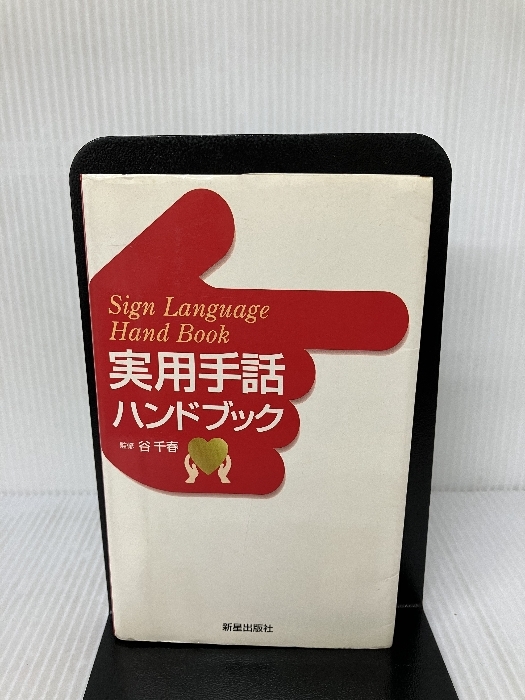 Sign Language
Hand Book
実用手話
ハンドブック
監修 谷 千春
新星出版社